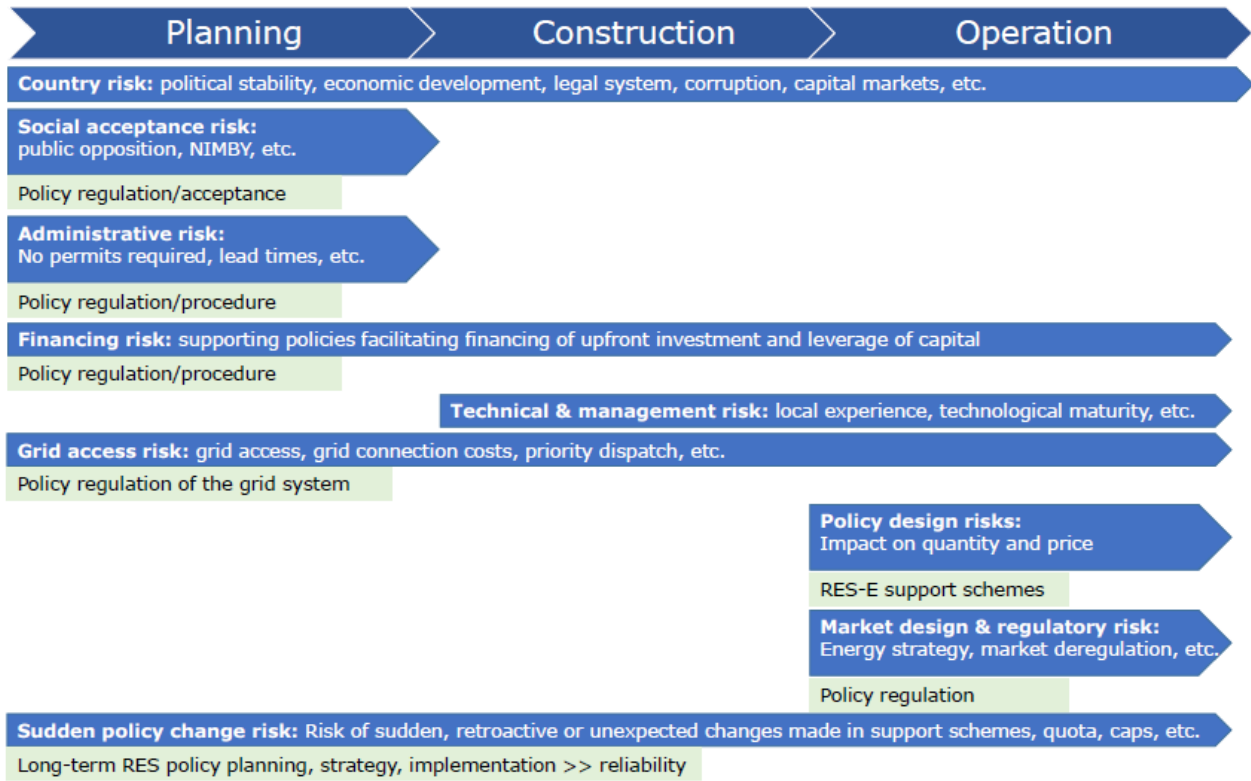 Planning
Construction
Operation
Country risk: political stability, economic development, legal system, corruption, capital markets, etc.
Social acceptance risk:
public opposition, NIMBY, etc.
Policy regulation/acceptance
Administrative risk:
No permits required, lead times, etc.
Policy regulation/procedure
Financing risk: supporting policies facilitating financing of upfront investment and leverage of capital
Policy regulation/procedure
Technical & management risk: local experience, technological maturity, etc.
Grid access risk: grid access, grid connection costs, priority dispatch, etc.
Policy regulation of the grid system
Policy design risks:
Impact on quantity and price
RES-E support schemes
Market design & regulatory risk:
Energy strategy, market deregulation, etc.
Policy regulation
Sudden policy change risk: Risk of sudden, retroactive or unexpected changes made in support schemes, quota, caps, etc.
Long-term RES policy planning, strategy, implementation >> reliability